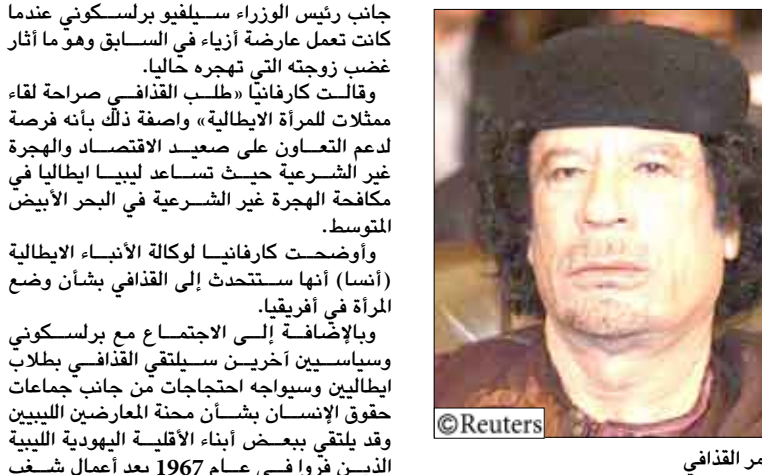 جانب رئيس الوزراء سيلفيو برلسكوني عندما
كانت تعمل عارضة أزياء في السابق وهو ما أثار
غضب زوجته التي تهجره حاليا.
وقالت كارفانيا «طلب القذافي صراحة لقاء
ممثلات للمرأة الايطالية» واصفة ذلك بأنه فرصة
لدعم التعاون على صعيد الاقتصاد والهجرة
غير الشرعية حيث تساعد ليبيا ايطاليا في
مكافحة الهجرة غير الشرعية في البحر الأبيض
المتوسط.
وأوضحت كارفانيا لوكالة الأنباء الايطالية
(أنسا) أنها ستتحدث إلى القذافي بشأن وضع
المرأة في أفريقيا.
وبالإضافة إلى الاجتماع مع برلسكوني
وسياسيين آخرين سيلتقي القذافي بطلاب
ايطاليين وسيواجه احتجاجات من جانب جماعات
حقوق الإنسان بشأن محنة المعارضين الليبيين
وقد يلتقي ببعض أبناء الأقلية اليهودية الليبية
الذين فروا في عام 1967 بعد أعمال شغب
©Reuters
مر القذافي